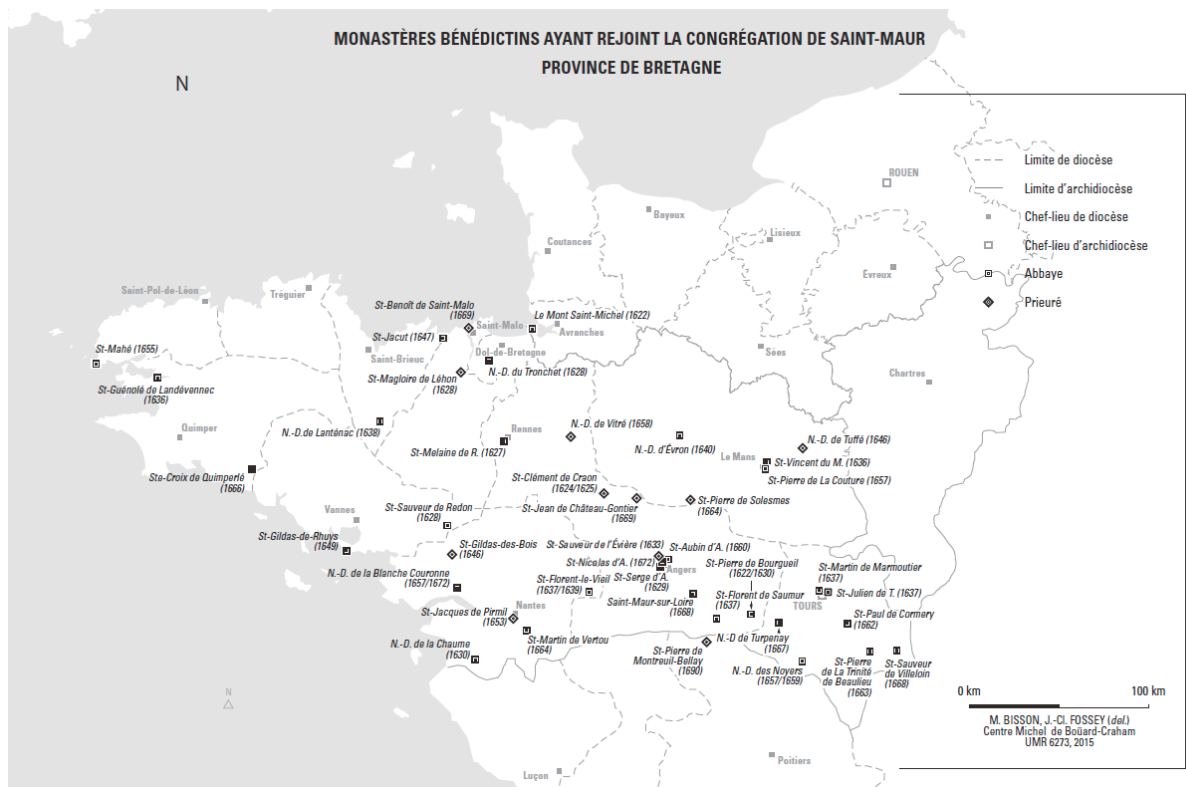 MONASTÈRES BÉNÉDICTINS AYANT REJOINT LA CONGRÉGATION DE SAINT-MAUR
PROVINCE DE BRETAGNE
N
Limite de diocèse
Limite d'archidiocèse
Chef-lieu de diocèse
Chef-lieu d'archidiocèse
Abbaye
Prieuré
ROUEN
Bayeux
Lisieux
Coutances
Evreux
Saint-Pol-de-Léon
Tréguier
St-Benoît de Saint-Malo
(1669)
Saint-Malo
Le Mont Saint-Michel (1622)
Avranches
St-Jacut (1647)
Saint-Brieuc
Dol-de-Bretagne
Sées
St-Mahé (1655)
N.-D. du Tronchet (1628)
St-Magloire de Léhon
(1628)
Chartres
St-Guénolé de Landévennec
(1636)
Quimper
N.-D.de Lanténac (1638)
Rennes
N.-D. de Vitré (1658)
St-Melaine de R. (1627)
N.-D. d'Évron (1640)
N.-D. de Tuffé (1646)
Le Mans
St-Vincent du M. (1636)
St-Pierre de La Couture (1657)
Ste-Croix de Quimperlé
(1666)
St-Clément de Craon
(1624/1625)
St-Jean de Château-Gontier
(1669)
St-Pierre de Solesmes
(1664)
Vannes
St-Sauveur de Redon
(1628)
St-Gildas-de-Rhuys
(1649)
St-Gildas-des-Bois
(1646)
St-Sauveur de l'Évière (1633)
St-Aubin d'A. (1660)
St-Nicolas d'A. (1672)
Angers
St-Serge d'A.
(1629)
St-Pierre de Bourgueil
(1622/1630)
St-Martin de Marmoutier
(1637)
N.-D. de la Blanche Couronne
(1657/1672)
St-Florent-le-Vieil
(1637/1639)
Saint-Maur-sur-Loire
(1668)
St-Florent de Saumur
(1637)
St-Julien de T. (1637)
TOURS
St-Jacques de Pirmil
(1653)
Nantes
St-Paul de Cormery
(1662)
St-Martin de Vertou
(1664)
N.-D. de la Chaume
(1630)
St-Pierre de
Montreuil-Bellay
(1690)
N.-D de Turpenay
(1667)
N.-D. des Noyers
(1657/1659)
St-Pierre
de La Trinité
de Beaulieu
(1663)
St-Sauveur
de Villeloin
(1668)
N
0 km
100 km
M. BISSON, J.-Cl. FOSSEY (del.)
Centre Michel de Boüard-Craham
UMR 6273, 2015
Poitiers
Luçon